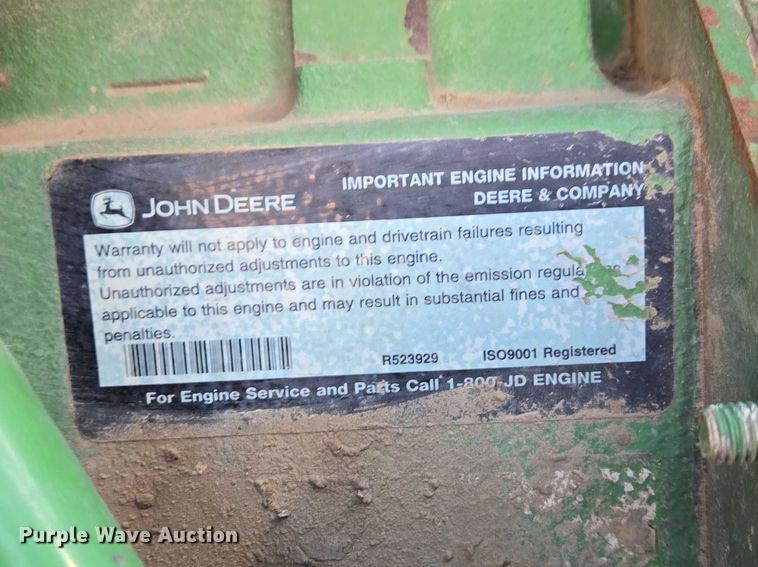 JOHN DEERE
IMPORTANT ENGINE INFORMATION
DEERE & COMPANY
Warranty will not apply to engine and drivetrain failures resulting
from unauthorized adjustments to this engine.
Unauthorized adjustments are in violation of the emission regula
applicable to this engine and may result in substantial fines and
penalties.
R523929 ISO9001 Registered
For Engine Service and Parts Call 1-800-JD ENGINE
Purple Wave Auction